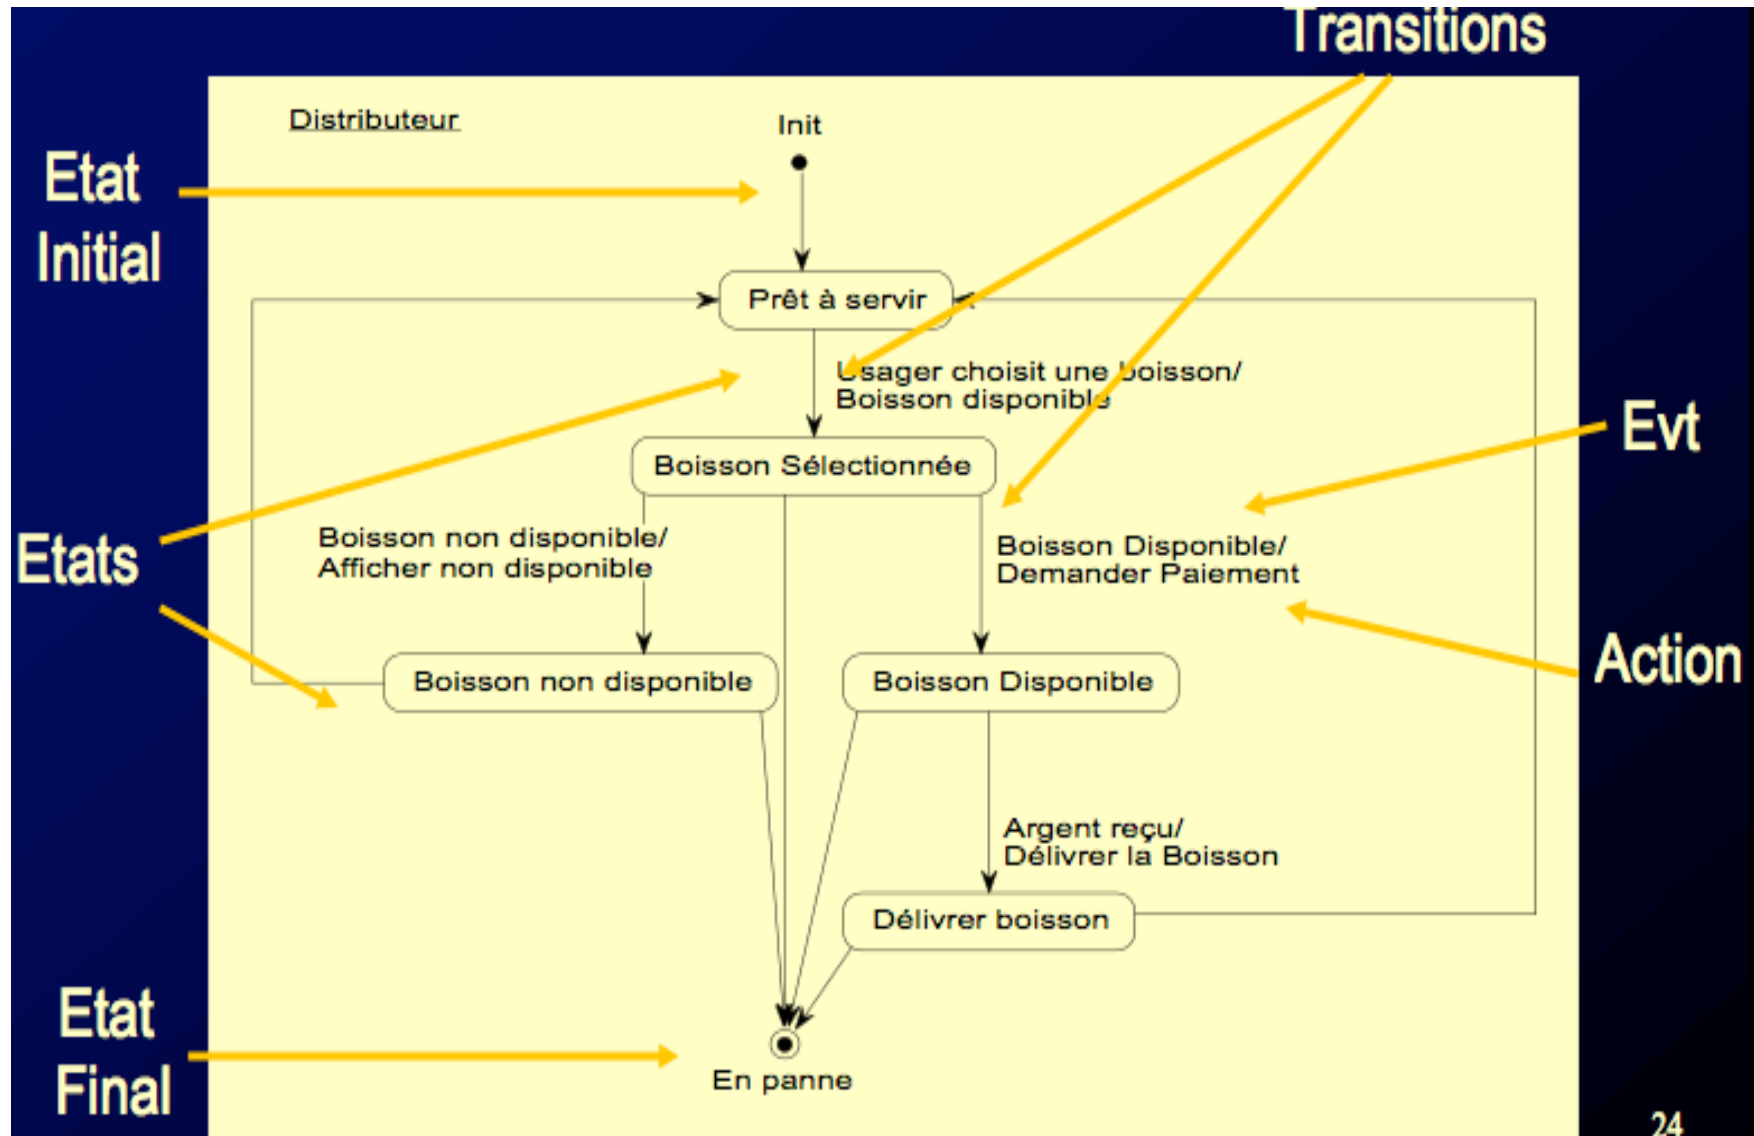 Transitions
Distributeur
Init
Etat
Initial
Prêt à servir
Usager choisit une boisson/
Boisson disponible
Evt
Boisson Sélectionnée
Etats
Boisson non disponible/
Afficher non disponible
Boisson Disponible/
Demander Paiement
Action
Boisson non disponible
Boisson Disponible
Argent reçu/
Délivrer la Boisson
Délivrer boisson
Etat
Final
En panne
24